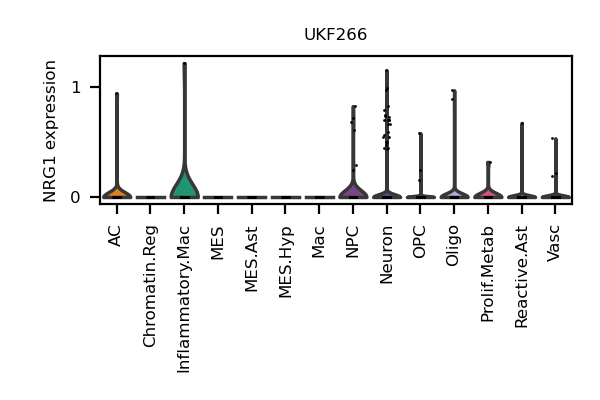 UKF266
NRG1 expression
1
0
AC
Chromatin.Reg
Inflammatory.Mac
MES
MES.Ast
MES.Hyp
Mac
NPC
Neuron
OPC
Oligo
Prolif.Metab
Reactive.Ast
Vasc